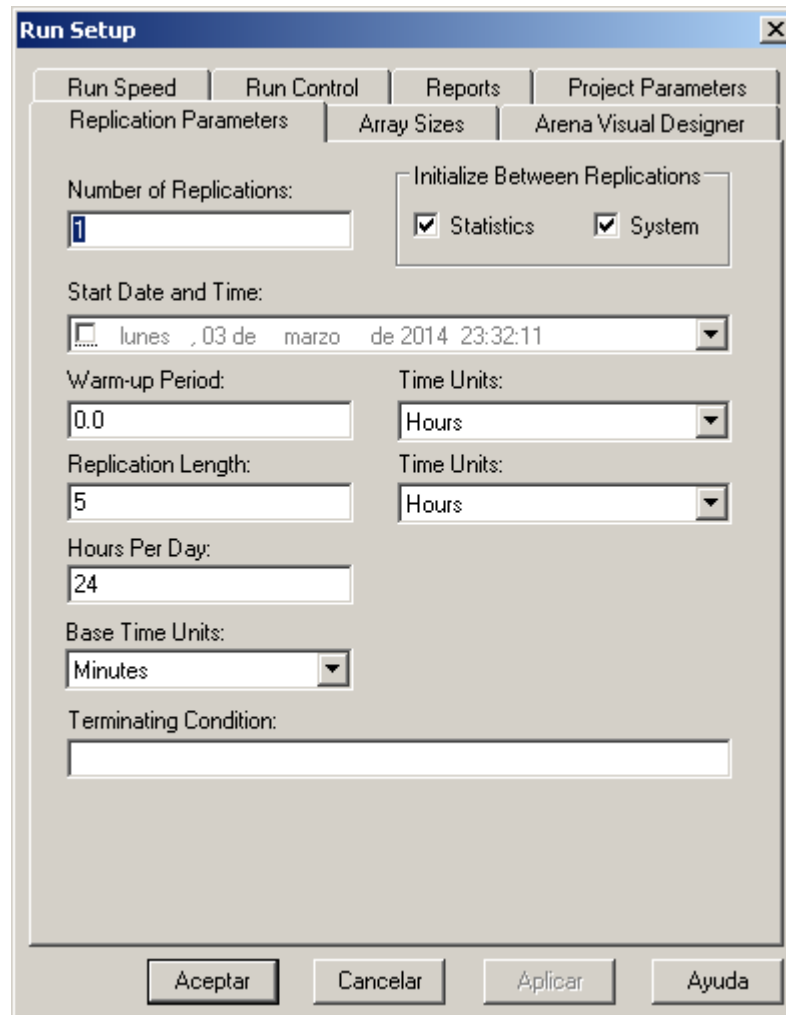 Run Setup
Run Speed Run Control Reports Project Parameters
Replication Parameters Array Sizes Arena Visual Designer
Number of Replications:
1
Initialize Between Replications
Statistics System
Start Date and Time:
lunes , 03 de marzo de 2014 23:32:11
Warm-up Period: Time Units:
0.0 Hours
Replication Length: Time Units:
5 Hours
Hours Per Day:
24
Base Time Units:
Minutes
Terminating Condition:
Aceptar Cancelar Aplicar Ayuda